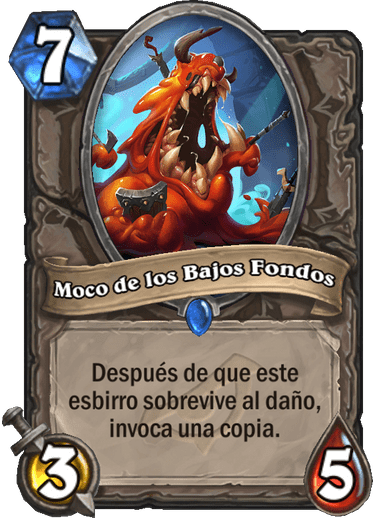 7
Moco de los Bajos Fondos
Después de que este
esbirro sobrevive al daño,
invoca una copia.
3
5